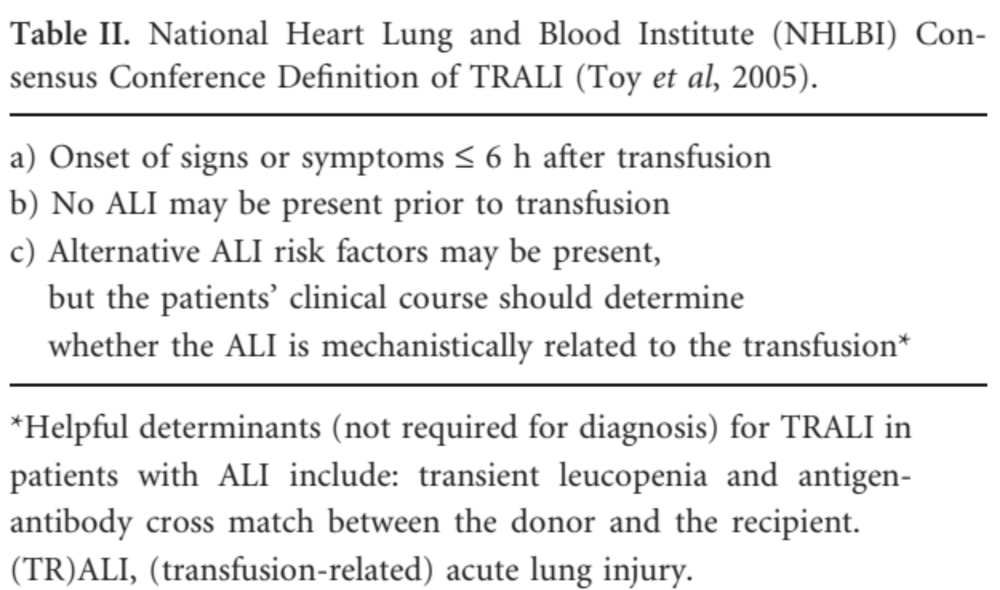 Table II. National Heart Lung and Blood Institute (NHLBI) Con-
sensus Conference Definition of TRALI (Toy et al, 2005).
a) Onset of signs or symptoms ≤ 6 h after transfusion
b) No ALI may be present prior to transfusion
c) Alternative ALI risk factors may be present,
but the patients’ clinical course should determine
whether the ALI is mechanistically related to the transfusion*
*Helpful determinants (not required for diagnosis) for TRALI in
patients with ALI include: transient leucopenia and antigen-
antibody cross match between the donor and the recipient.
(TR)ALI, (transfusion-related) acute lung injury.